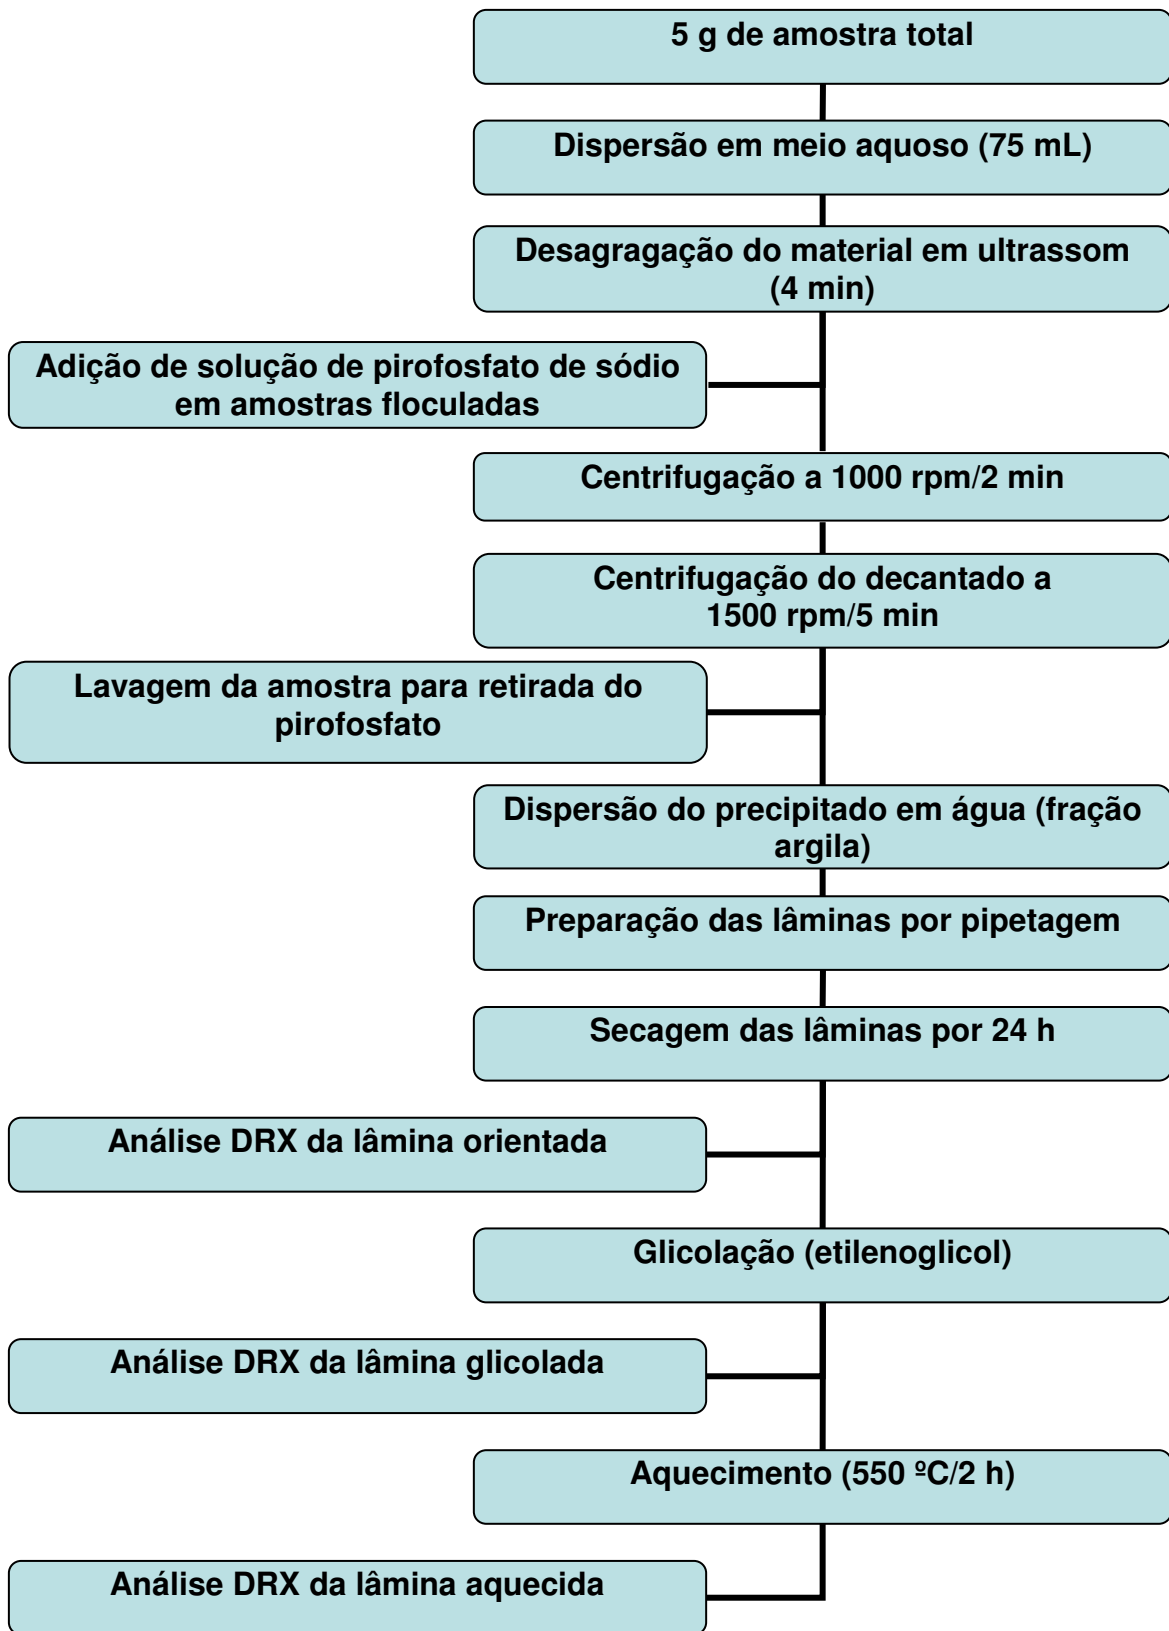 5 g de amostra total
Dispersão em meio aquoso (75 mL)
Desagragação do material em ultrassom
(4 min)
Adição de solução de pirofosfato de sódio
em amostras floculadas
Centrifugação a 1000 rpm/2 min
Centrifugação do decantado a
1500 rpm/5 min
Lavagem da amostra para retirada do
pirofosfato
Dispersão do precipitado em água (fração
argila)
Preparação das lâminas por pipetagem
Secagem das lâminas por 24 h
Análise DRX da lâmina orientada
Glicolação (etilenoglicol)
Análise DRX da lâmina glicolada
Aquecimento (550 ºC/2 h)
Análise DRX da lâmina aquecida